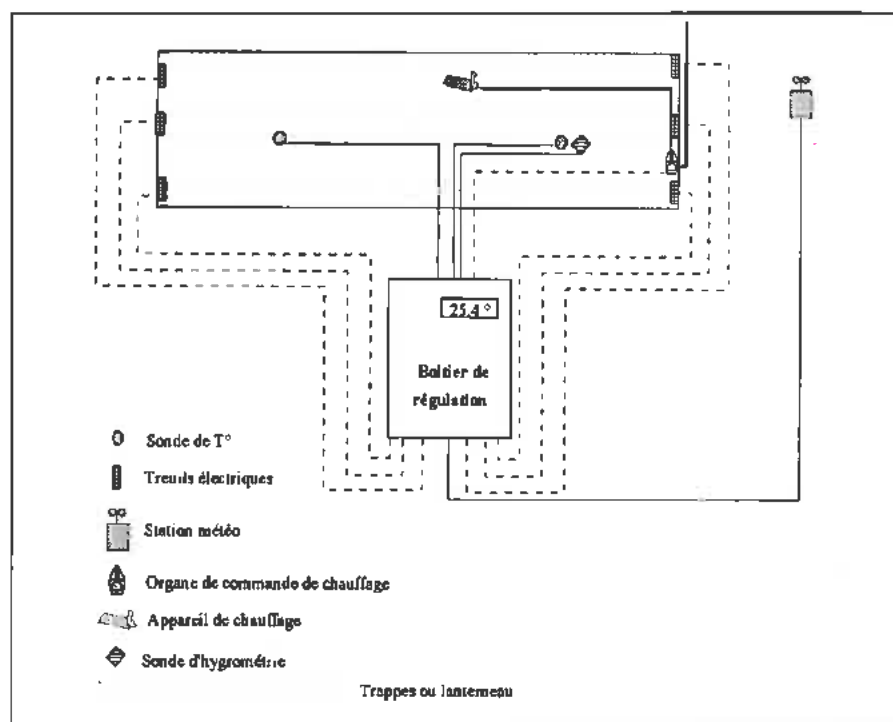 25.4 °
Boîtier de
régulation
Sonde de T°
Treuils électriques
Station météo
Organe de commande de chauffage
Appareil de chauffage
Sonde d'hygrométrie
Trappes ou lanterneau